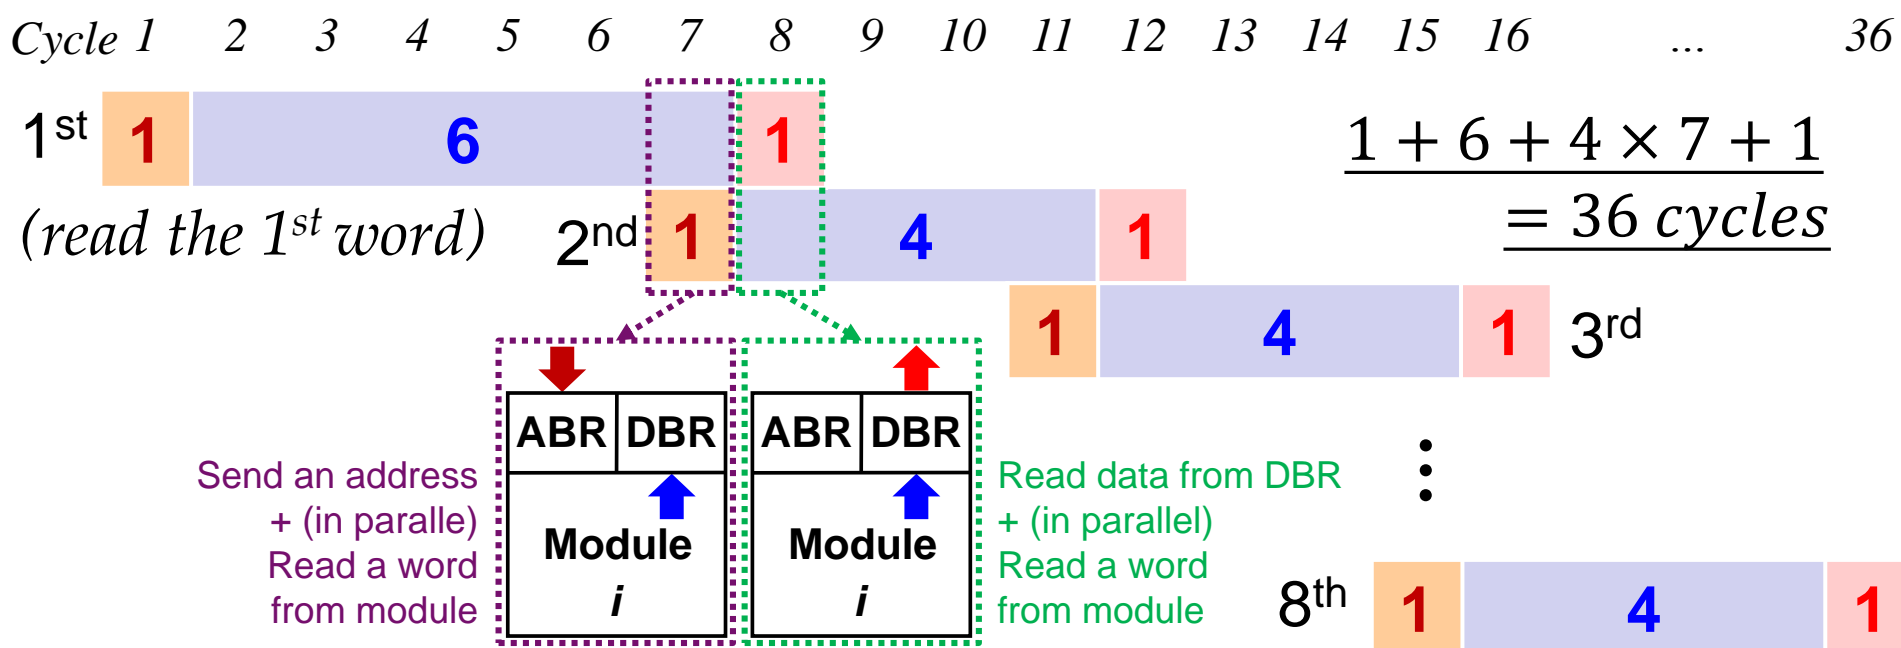 Cycle 1 2 3 4 5 6 7 8 9 10 11 12 13 14 15 16 ... 36
1st 1 6 1
1 + 6 + 4 × 7 + 1
= 36 cycles
(read the 1st word)
2nd 1 4 1
1 4 1 3rd
ABR DBR
Module
i
ABR DBR
Module
i
Send an address
+ (in paralle)
Read a word
from module
Read data from DBR
+ (in parallel)
Read a word
from module
⋮
8th 1 4 1